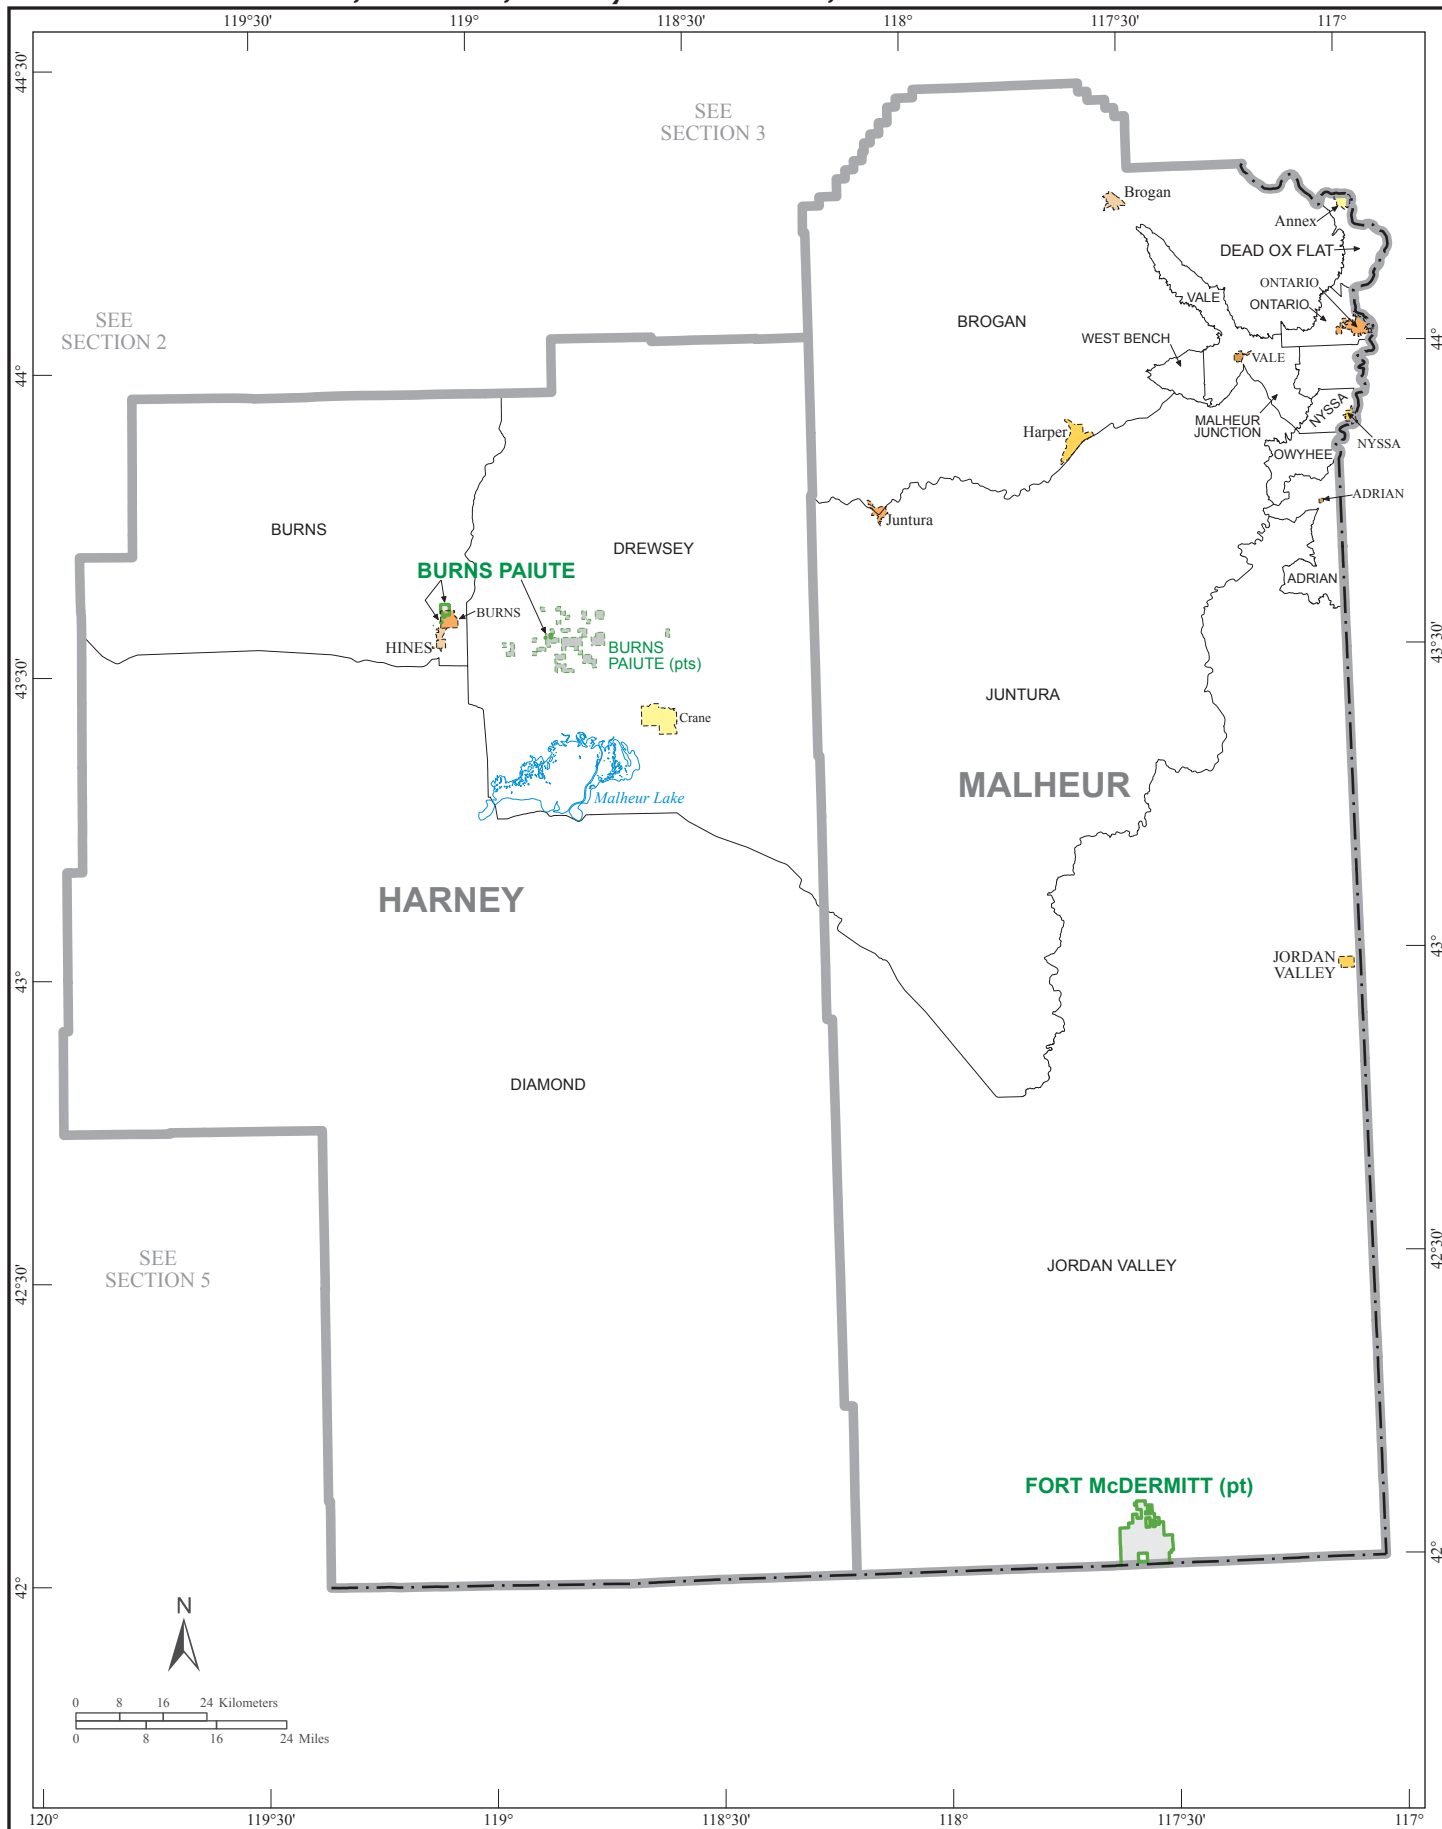 119°30'
119°
118°30'
118°
117°30'
117°
44°30'
SEE
SECTION 3
Brogan
Annex
DEAD OX FLAT
ONTARIO
VALE
ONTARIO
SEE
SECTION 2
BROGAN
WEST BENCH
44°
44°
VALE
NYSSA
MALHEUR
JUNCTION
Harper
NYSSA
OWYHEE
ADRIAN
Juntura
BURNS
DREWSEY
BURNS PAIUTE
ADRIAN
BURNS
HINES
BURNS
PAIUTE (pts)
43°30'
43°30'
JUNTURA
Crane
MALHEUR
Malheur Lake
HARNEY
43°
43°
JORDAN
VALLEY
DIAMOND
SEE
SECTION 5
42°30'
42°30'
JORDAN VALLEY
FORT McDERMITT (pt)
42°
42°
N
0 8 16 24 Kilometers
0 8 16 24 Miles
120°
119°30'
119°
118°30'
118°
117°30'
117°